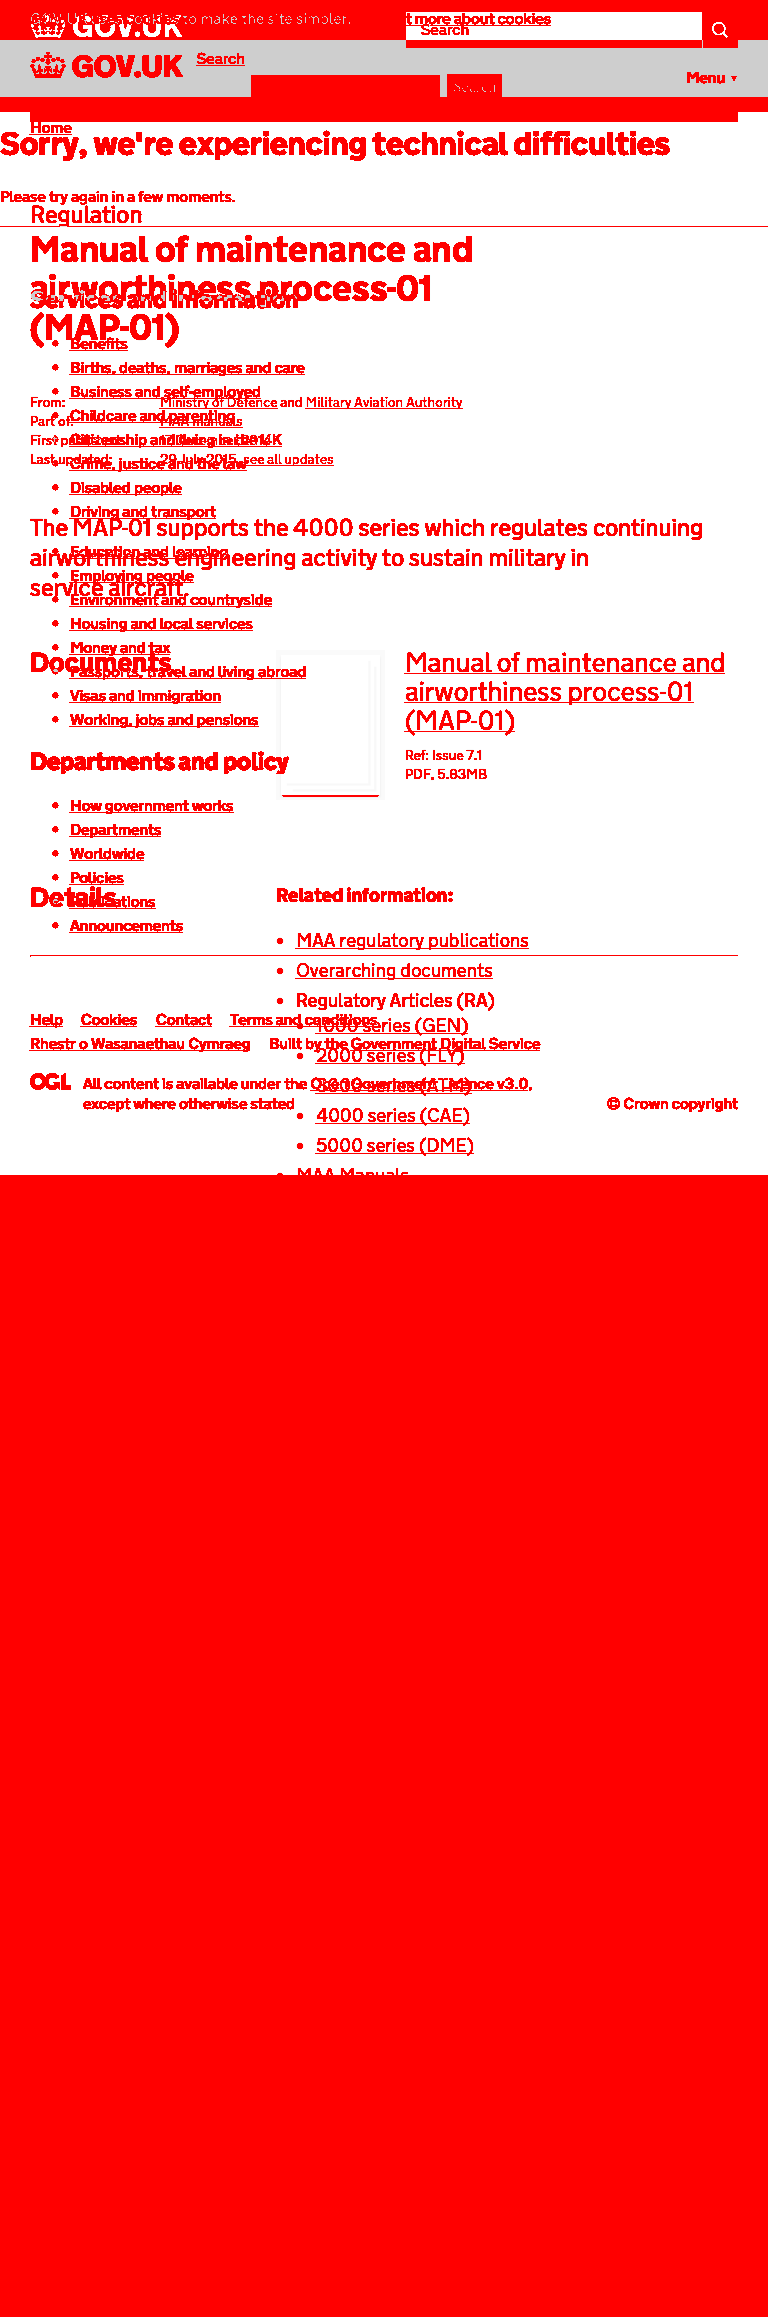 GOV.UK uses cookies to make the site simpler. t more about cookies
GOV.UK
Search
GOV.UK
Search
Search
Menu ▼
Home
Sorry, we're experiencing technical difficulties
Please try again in a few moments.
Regulation
Manual of maintenance and
airworthiness process-01
Services and information
(MAP-01)
• Benefits
• Births, deaths, marriages and care
• Business and self-employed
From: Ministry of Defence and Military Aviation Authority
• Childcare and parenting
Part of: MAA manuals
• Citizenship and living in the UK
First
Last updated: 29 July 2015, see all updates
• Crime, justice and the law
• Disabled people
• Driving and transport
The MAP-01 supports the 4000 series which regulates continuing
• Education and learning
airworthiness engineering activity to sustain military in
• Employing people
service aircraft
• Environment and countryside
• Housing and local services
• Money and tax
Documents
• Passports, travel and living abroad
• Visas and immigration
• Working, jobs and pensions
Manual of maintenance and
airworthiness process-01
(MAP-01)
Ref: Issue 7.1
PDF, 5.83MB
Departments and policy
• How government works
• Departments
• Worldwide
• Policies
Details
Publications
• Announcements
Related information:
• MAA regulatory publications
• Overarching documents
• Regulatory Articles (RA)
• 1000 series (GEN)
• 2000 series (FLY)
3000 series (ATM)
• 4000 series (CAE)
• 5000 series (DME)
• MAA Manuals
Help Cookies Contact Terms and conditions
Rhestr o Wasanaethau Cymraeg Built by the Government Digital Service
OGL All content is available under the Open Government Licence v3.0,
except where otherwise stated
© Crown copyright